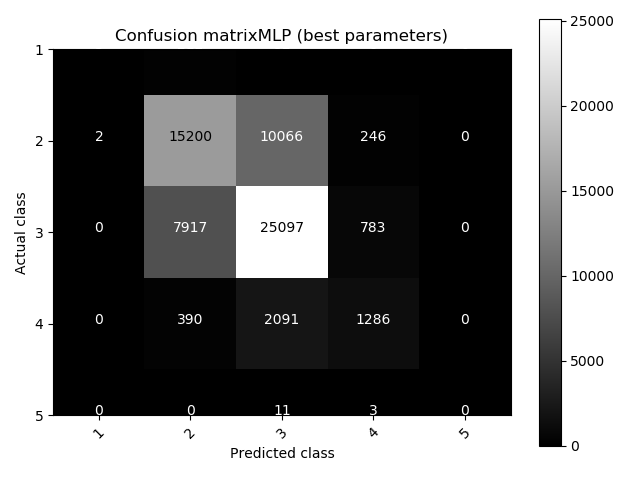 Confusion matrixMLP (best parameters)
1
2 2 15200 10066 246 0
3 0 7917 25097 783 0
4 0 390 2091 1286 0
5 0 0 11 3 0
1 2 3 4 5
Actual class
Predicted class
25000
20000
15000
10000
5000
0